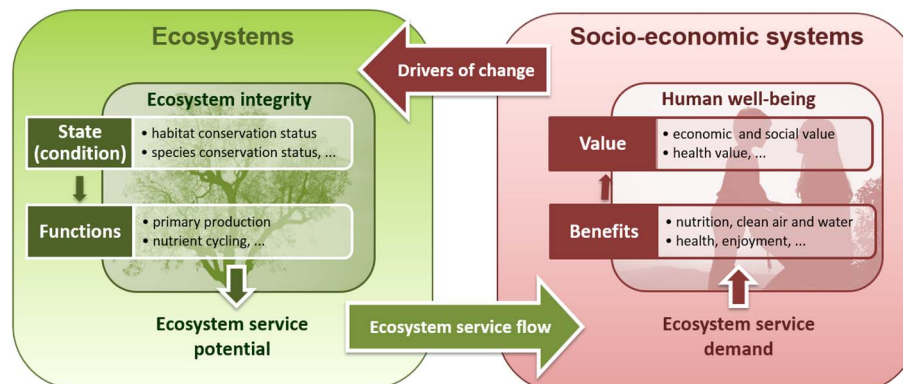 Ecosystems
Socio-economic systems
Drivers of change
Ecosystem integrity
State
(condition)
• habitat conservation status
• species conservation status, ...
Functions
• primary production
• nutrient cycling, ...
Ecosystem service
potential
Ecosystem service flow
Human well-being
Value
• economic and social value
• health value, ...
Benefits
• nutrition, clean air and water
• health, enjoyment, ...
Ecosystem service
demand